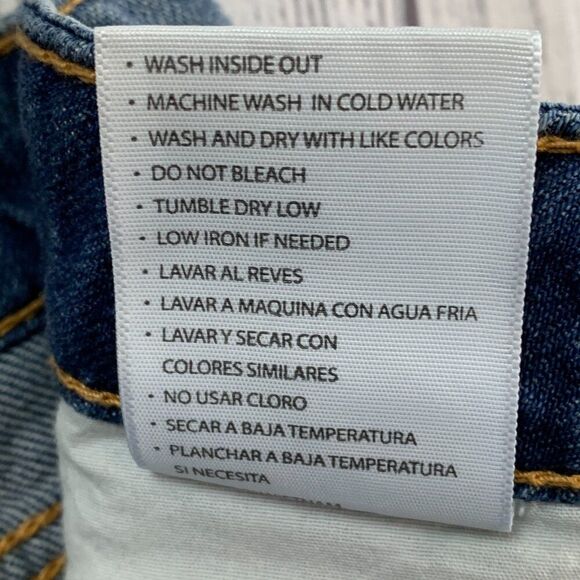 • WASH INSIDE OUT
• MACHINE WASH IN COLD WATER
• WASH AND DRY WITH LIKE COLORS
• DO NOT BLEACH
• TUMBLE DRY LOW
• LOW IRON IF NEEDED
• LAVAR AL REVES
• LAVAR A MAQUINA CON AGUA FRIA
• LAVAR Y SECAR CON
COLORES SIMILARES
• NO USAR CLORO
• SECAR A BAJA TEMPERATURA
• PLANCHAR A BAJA TEMPERATURA
SI NECESITA